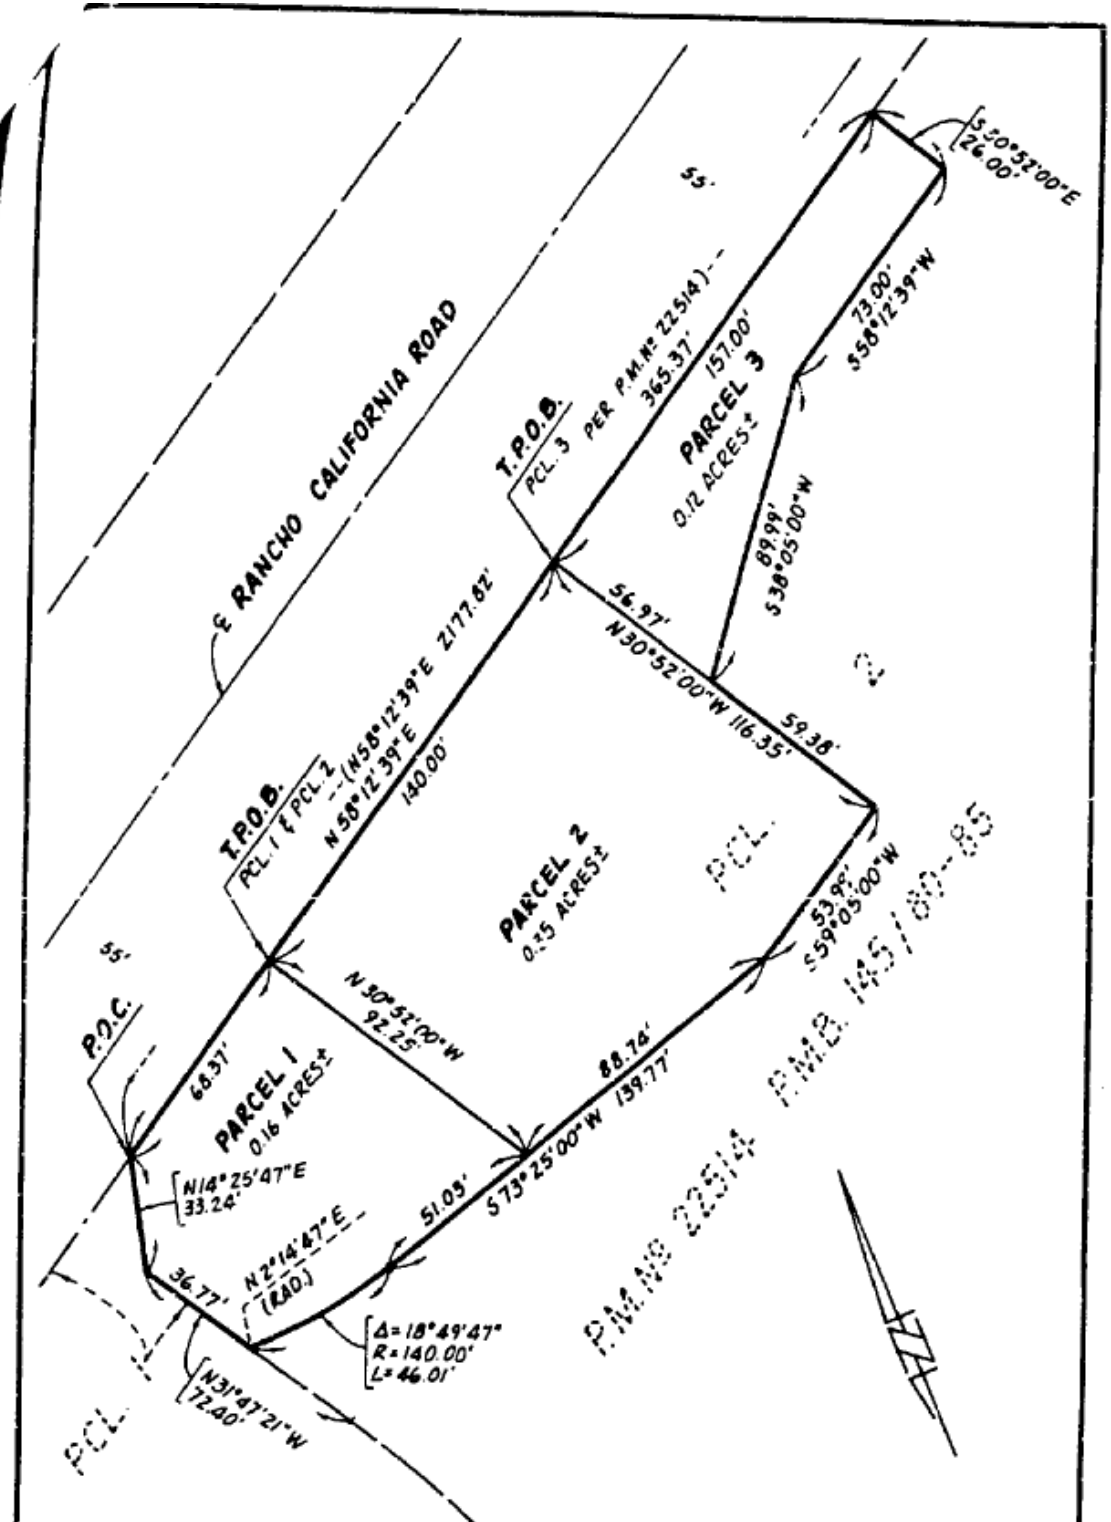 S 30°52'00" E
26.00'
55'
73.00'
S 58°12'39" W
T.P.O.B.
PCL. 3
PER P.M. Nº 22514)
365.37'
157.00'
PARCEL 3
0.12 ACRES±
89.99'
S 38°05'00" W
℄ RANCHO CALIFORNIA ROAD
56.97'
N 30°52'00" W 116.35'
59.38'
2
(N 58°12'39" E 2177.82'
N 58°12'39" E
140.00'
T.P.O.B.
PCL. 1 & PCL. 2
PARCEL 2
0.35 ACRES±
PCL.
53.99'
S 59°05'00" W
P.M.B. 145 / 80-85
55'
P.O.C.
68.37'
N 30°52'00" W
92.25'
PARCEL 1
0.16 ACRES±
88.74'
139.77'
S 73°25'00" W
51.03'
N 14°25'47" E
33.24'
N 2°14'47" E
(RAD.)
36.77'
Δ= 18°49'47"
R= 140.00'
L= 46.01'
N 31°47'21" W
72.40'
P.M. Nº 22514
PCL.